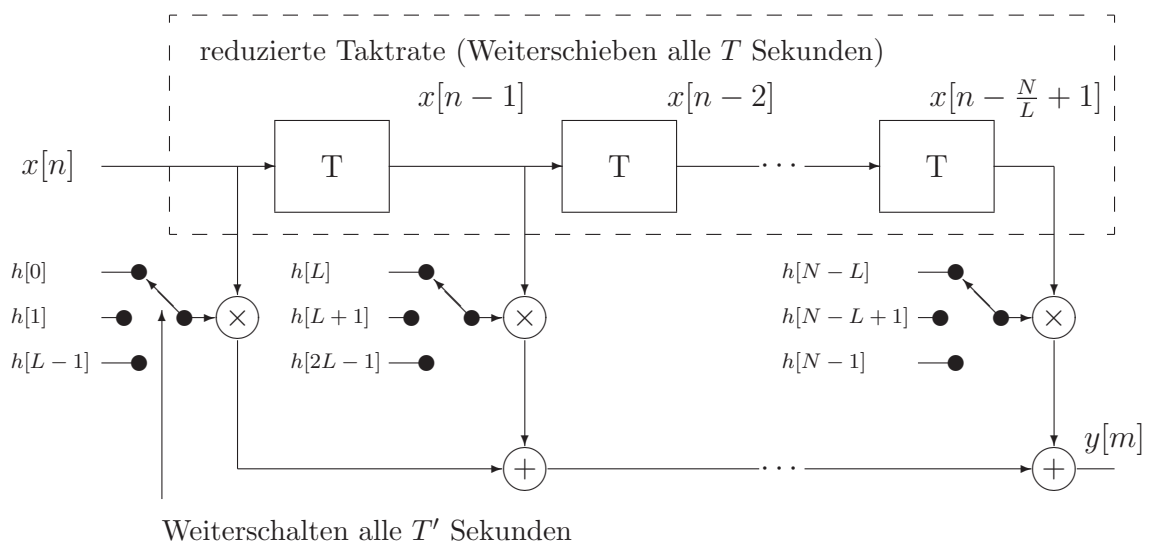 reduzierte Taktrate (Weiterschieben alle T Sekunden)
x[n − 1] x[n − 2] x[n − N/L + 1]
x[n] T T ··· T
h[0] h[L] h[N − L]
× × ×
h[1] h[L + 1] h[N − L + 1]
h[L − 1] h[2L − 1] h[N − 1]
y[m]
+ ··· +
Weiterschalten alle T′ Sekunden